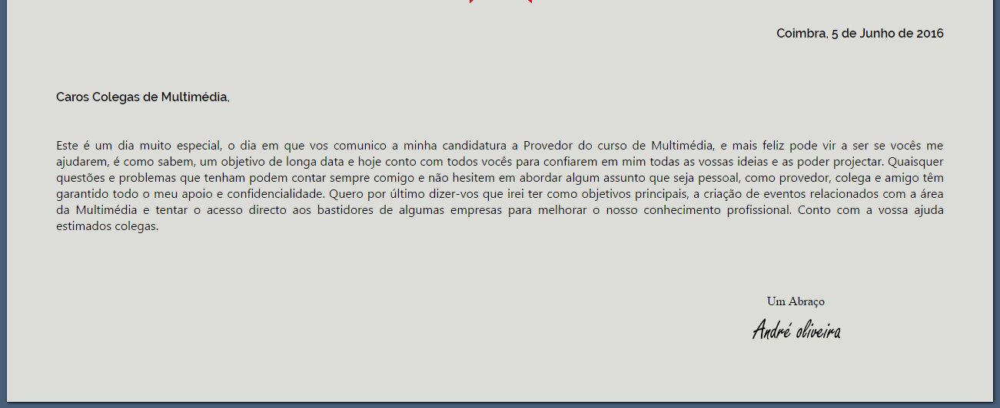 Coimbra, 5 de Junho de 2016
Caros Colegas de Multimédia,
Este é um dia muito especial, o dia em que vos comunico a minha candidatura a Provedor do curso de Multimédia, e mais feliz pode vir a ser se vocês me
ajudarem, é como sabem, um objetivo de longa data e hoje conto com todos vocês para confiarem em mim todas as vossas ideias e as poder projectar. Quaisquer
questões e problemas que tenham podem contar sempre comigo e não hesitem em abordar algum assunto que seja pessoal, como provedor, colega e amigo têm
garantido todo o meu apoio e confidencialidade. Quero por último dizer-vos que irei ter como objetivos principais, a criação de eventos relacionados com a área
da Multimédia e tentar o acesso directo aos bastidores de algumas empresas para melhorar o nosso conhecimento profissional. Conto com a vossa ajuda
estimados colegas.
Um Abraço
André oliveira